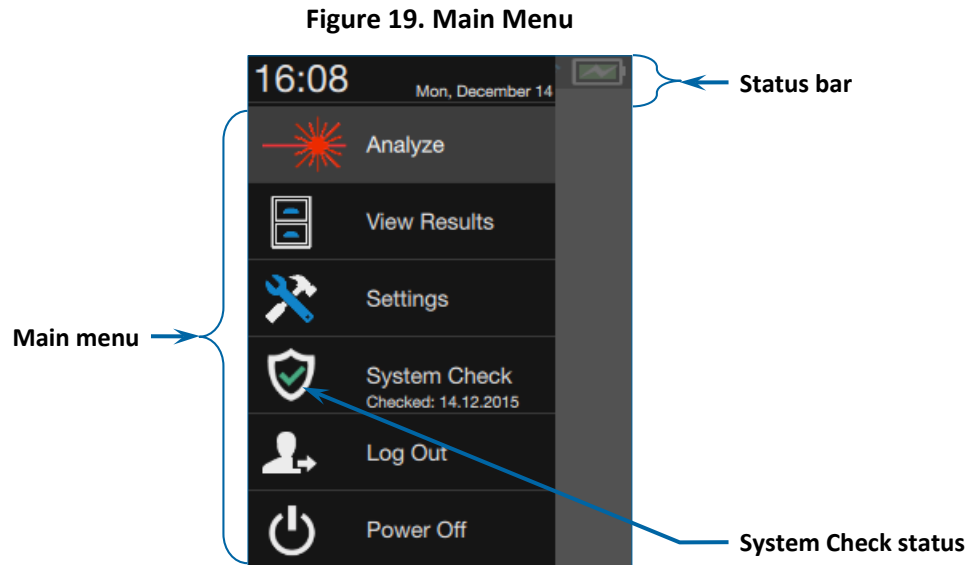 Figure 19. Main Menu
16:08
Mon, December 14
Status bar
Analyze
View Results
Settings
Main menu
System Check
Checked: 14.12.2015
Log Out
Power Off
System Check status